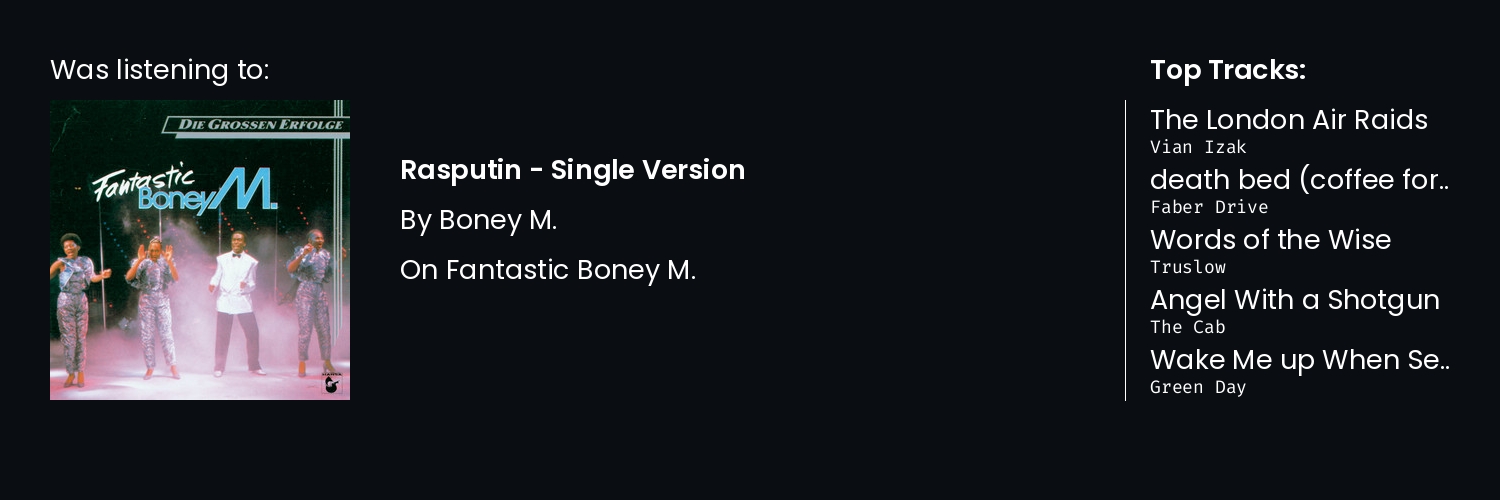 Was listening to:
DIE GROSSEN ERFOLGE
Fantastic
Boney M.
Rasputin - Single Version
By Boney M.
On Fantastic Boney M.
Top Tracks:
The London Air Raids
Vian Izak
death bed (coffee for..
Faber Drive
Words of the Wise
Truslow
Angel With a Shotgun
The Cab
Wake Me up When Se..
Green Day